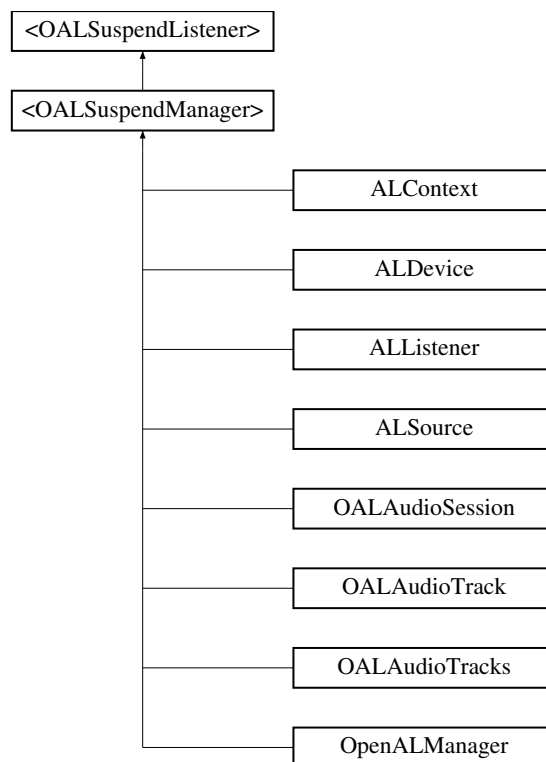 <OALSuspendListener>
<OALSuspendManager>
ALContext
ALDevice
ALListener
ALSource
OALAudioSession
OALAudioTrack
OALAudioTracks
OpenALManager